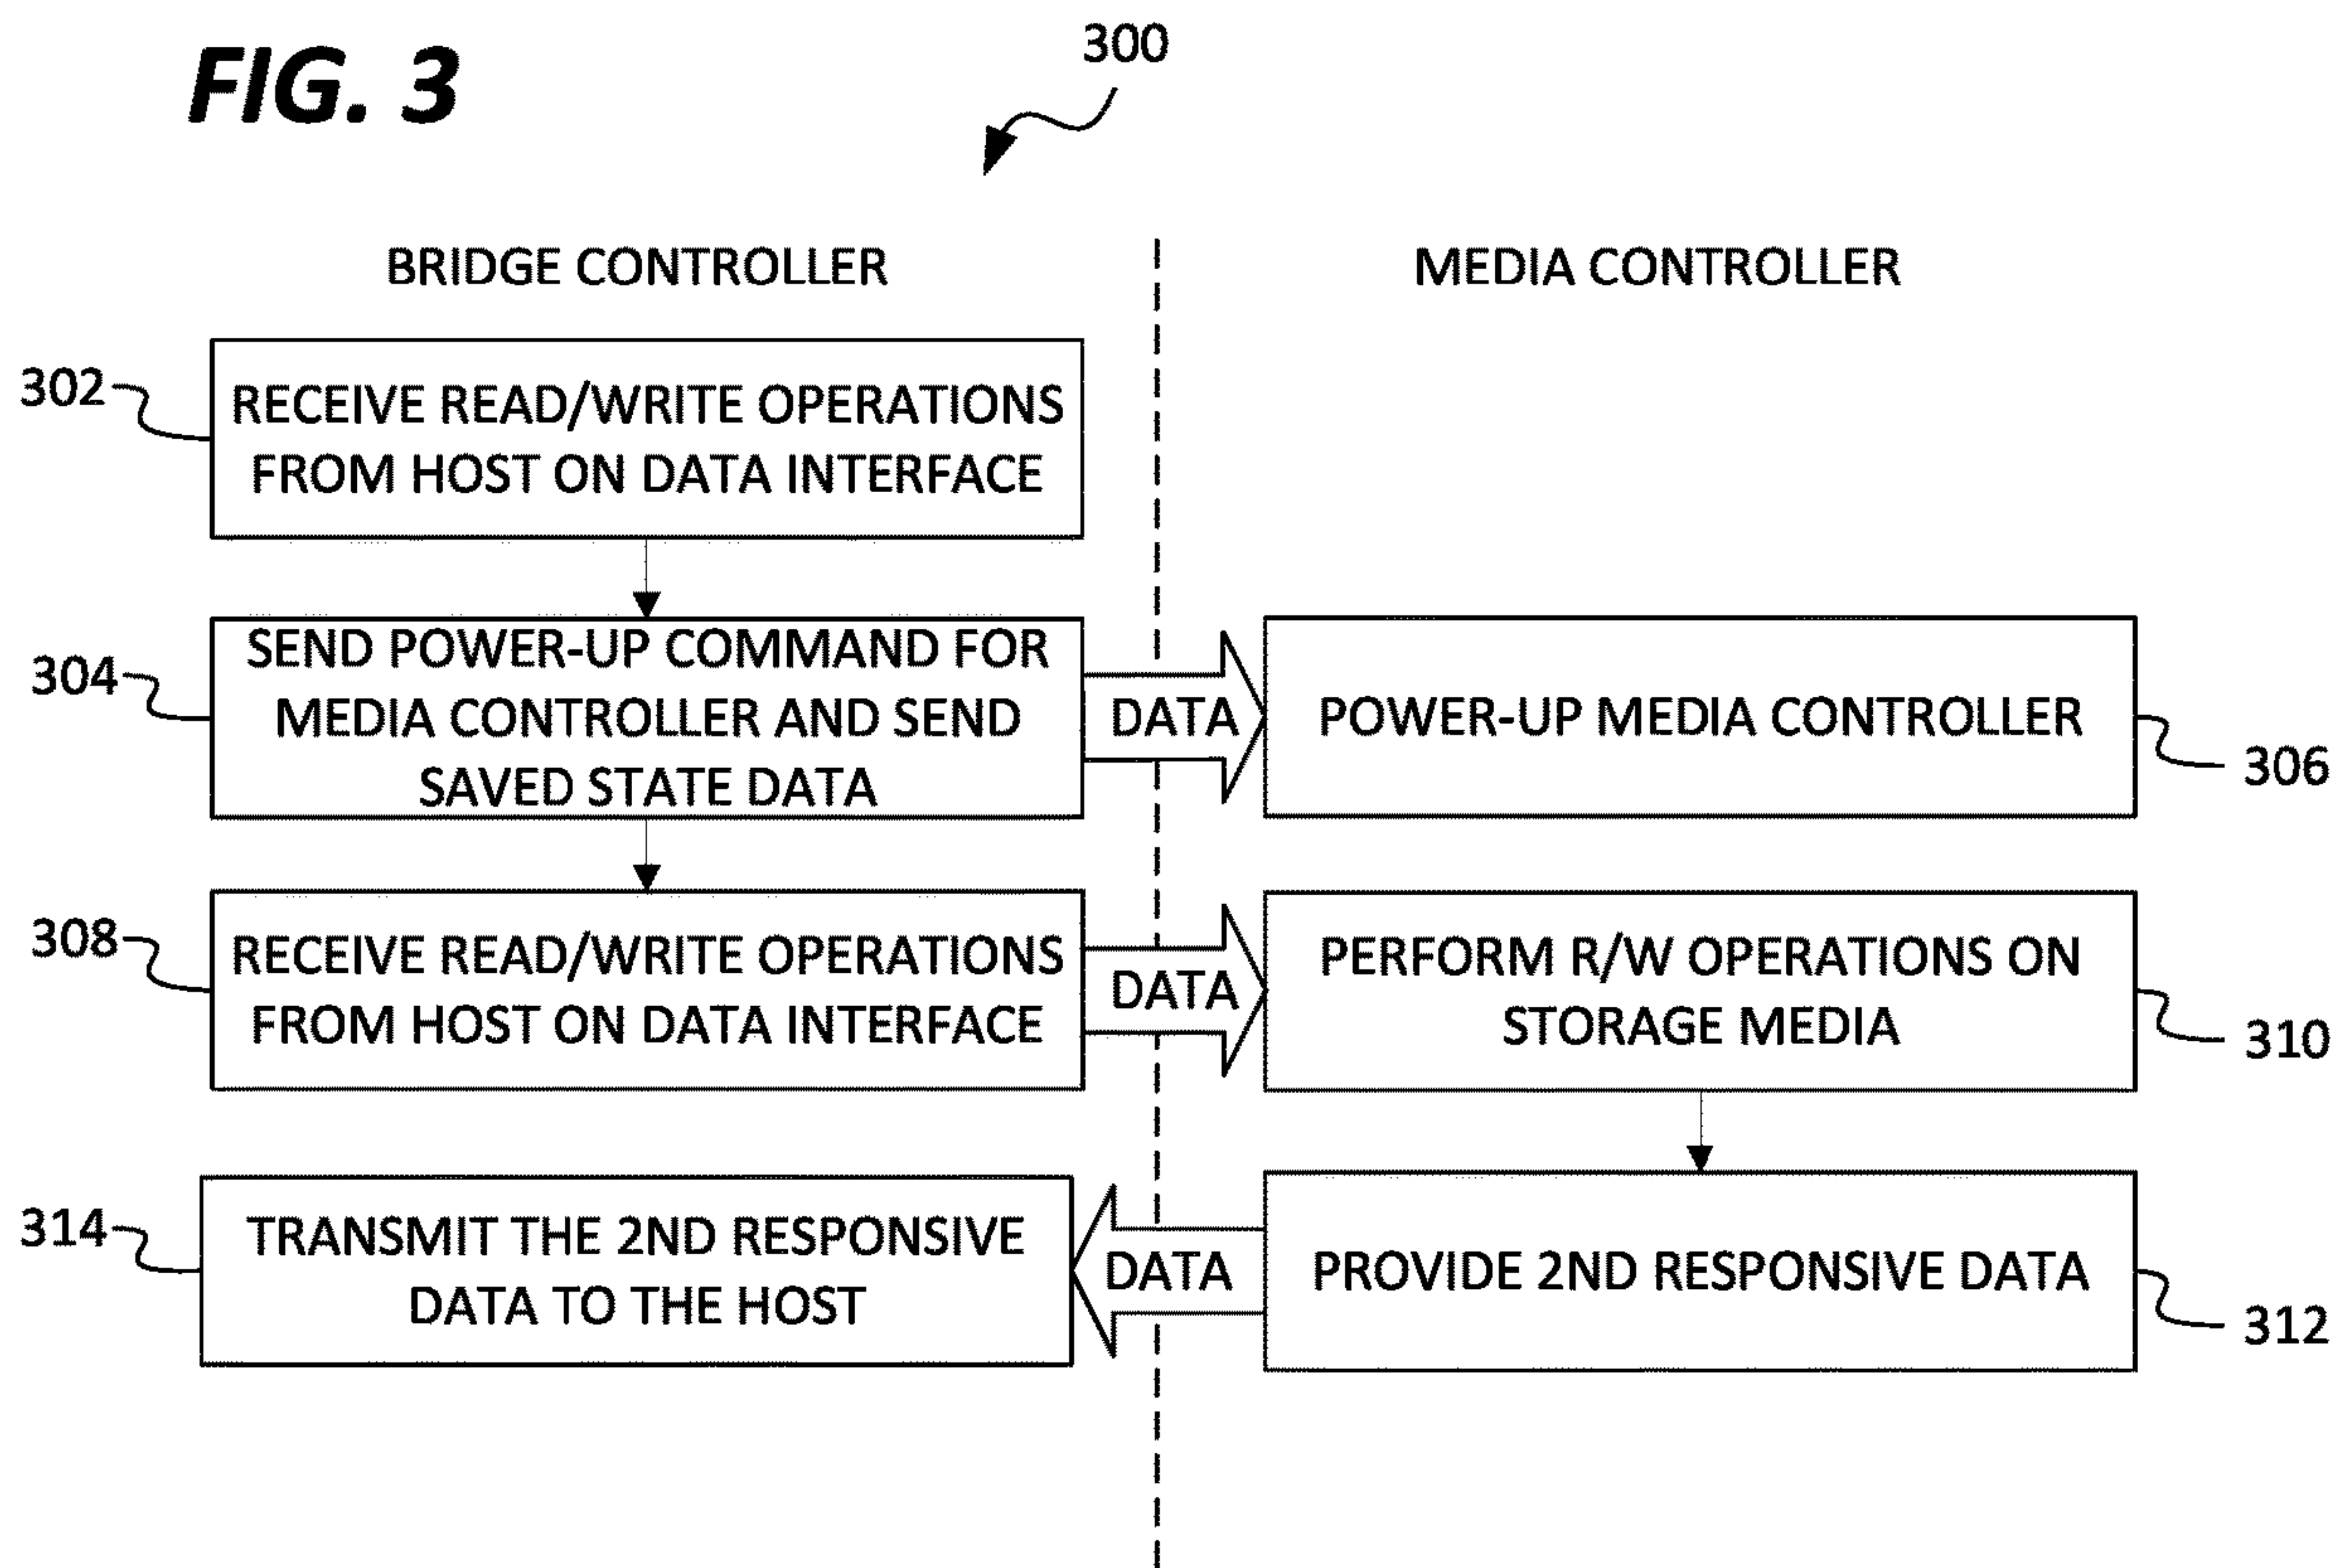 FIG. 3
300
BRIDGE CONTROLLER
MEDIA CONTROLLER
302
RECEIVE READ/WRITE OPERATIONS
FROM HOST ON DATA INTERFACE
304
SEND POWER-UP COMMAND FOR
MEDIA CONTROLLER AND SEND
SAVED STATE DATA
DATA
POWER-UP MEDIA CONTROLLER
306
308
RECEIVE READ/WRITE OPERATIONS
FROM HOST ON DATA INTERFACE
DATA
PERFORM R/W OPERATIONS ON
STORAGE MEDIA
310
314
TRANSMIT THE 2ND RESPONSIVE
DATA TO THE HOST
DATA
PROVIDE 2ND RESPONSIVE DATA
312